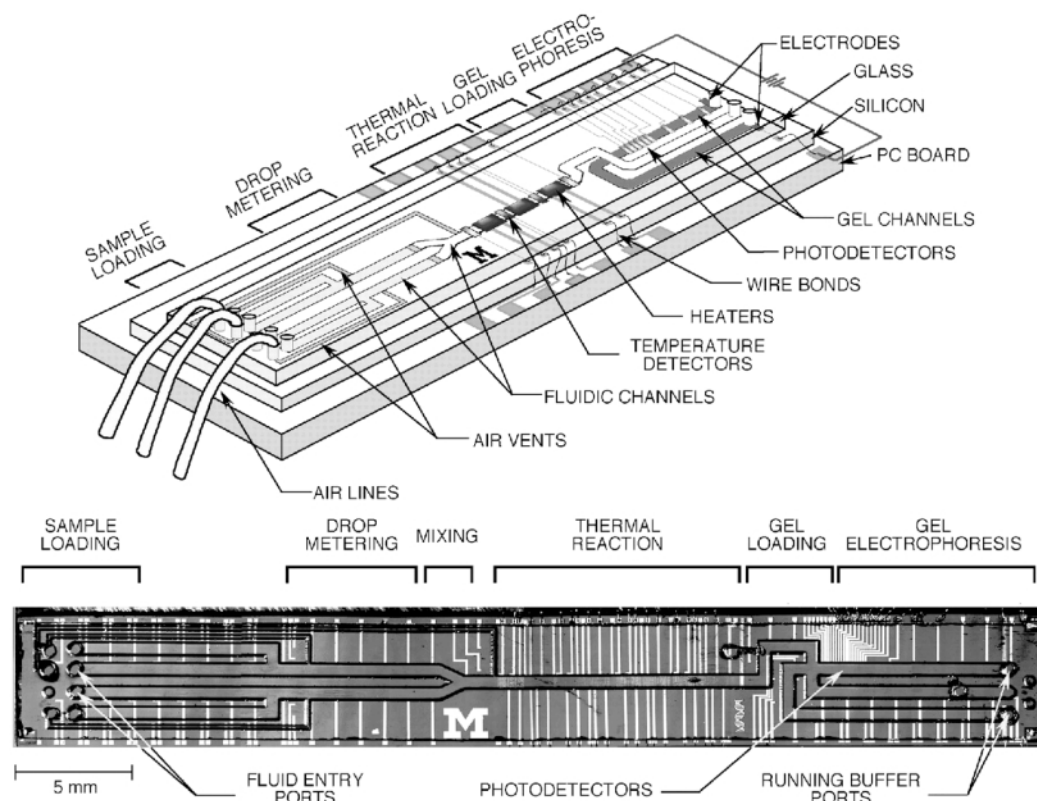 ELECTRO-
PHORESIS
GEL
LOADING
THERMAL
REACTION
DROP
METERING
SAMPLE
LOADING
ELECTRODES
GLASS
SILICON
PC BOARD
GEL CHANNELS
PHOTODETECTORS
WIRE BONDS
HEATERS
TEMPERATURE
DETECTORS
FLUIDIC CHANNELS
AIR VENTS
AIR LINES
M
SAMPLE
LOADING
DROP
METERING
MIXING
THERMAL
REACTION
GEL
LOADING
GEL
ELECTROPHORESIS
M
5 mm
FLUID ENTRY
PORTS
PHOTODETECTORS
RUNNING BUFFER
PORTS